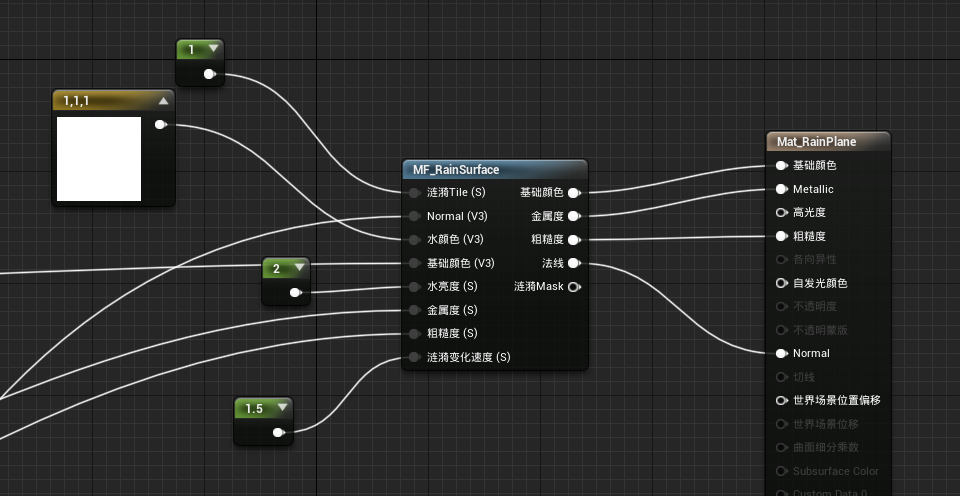 1
1,1,1
MF_RainSurface
涟漪Tile (S)
Normal (V3)
水颜色 (V3)
基础颜色 (V3)
水亮度 (S)
金属度 (S)
粗糙度 (S)
涟漪变化速度 (S)
基础颜色
金属度
粗糙度
法线
涟漪Mask
2
1.5
Mat_RainPlane
基础颜色
Metallic
高光度
粗糙度
各向异性
自发光颜色
不透明度
不透明蒙版
Normal
切线
世界场景位置偏移
世界场景位移
曲面细分乘数
Subsurface Color
Custom Data 0